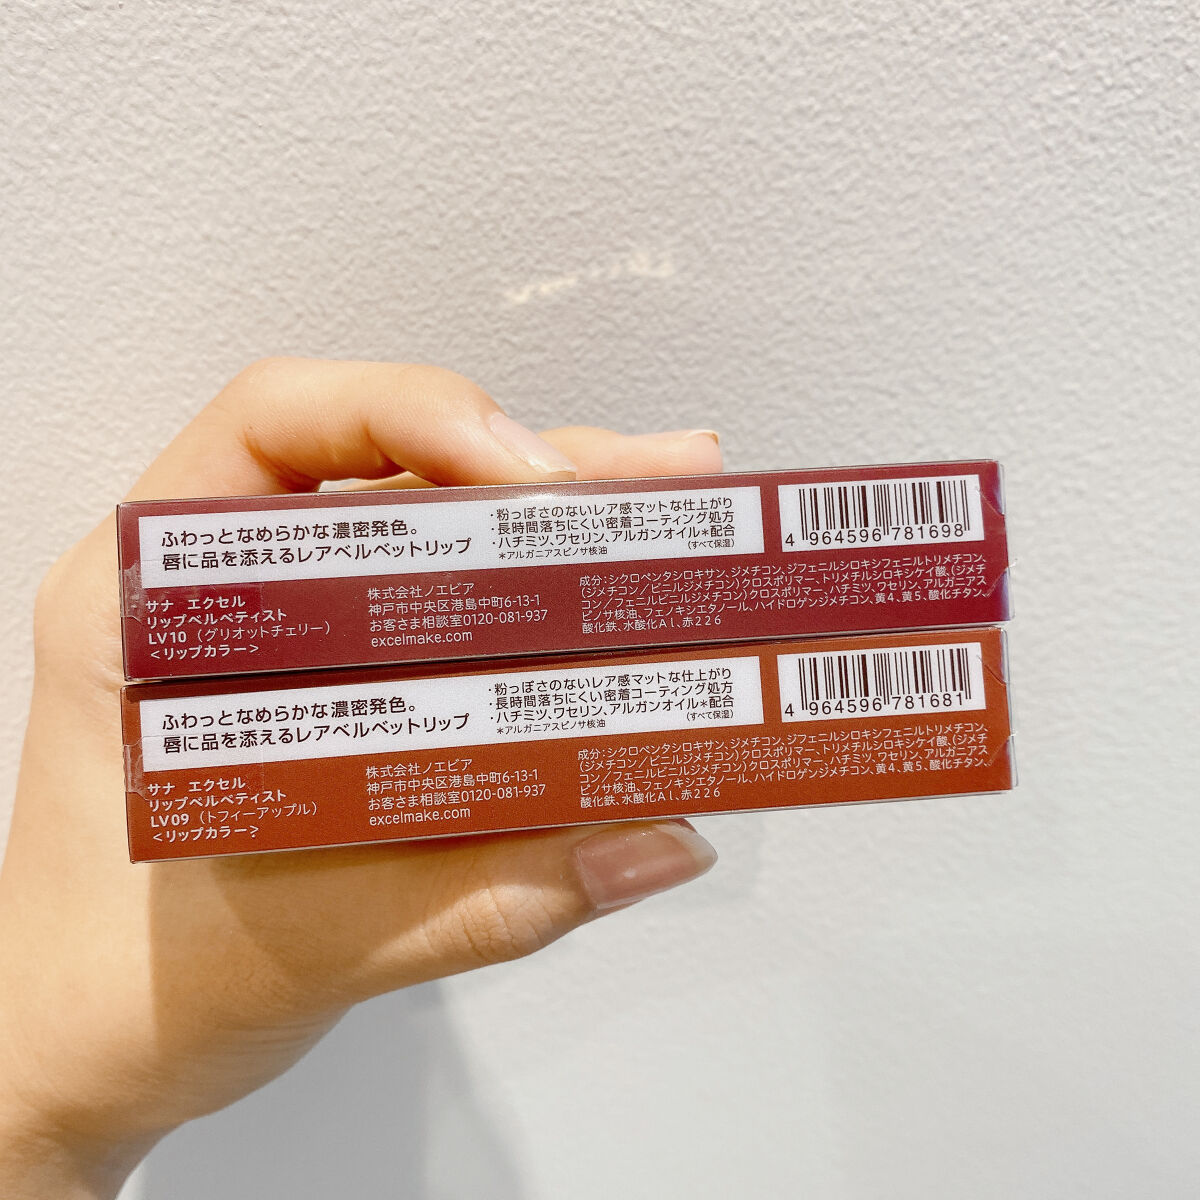 ふわっとなめらかな濃密発色。
唇に品を添えるレアベルベットリップ
・粉っぽさのないレア感マットな仕上がり
・長時間落ちにくい密着コーティング処方
・ハチミツ、ワセリン、アルガンオイル*配合
*アルガニアスピノサ核油 (すべて保湿)
4 964596 781698
サナ エクセル
リップベルベティスト
LV10（グリオットチェリー）
<リップカラー>
株式会社ノエビア
神戸市中央区港島中町6-13-1
お客さま相談室0120-081-937
excelmake.com
成分：シクロペンタシロキサン、ジメチコン、ジフェニルシロキシフェニルトリメチコン、
（ジメチコン／ビニルジメチコン）クロスポリマー、トリメチルシロキシケイ酸、（ジメチ
コン／フェニルビニルジメチコン）クロスポリマー、ハチミツ、ワセリン、アルガニアス
ピノサ核油、フェノキシエタノール、ハイドロゲンジメチコン、黄４、黄５、酸化チタン、
酸化鉄、水酸化Ａｌ、赤２２６
ふわっとなめらかな濃密発色。
唇に品を添えるレアベルベットリップ
・粉っぽさのないレア感マットな仕上がり
・長時間落ちにくい密着コーティング処方
・ハチミツ、ワセリン、アルガンオイル*配合
*アルガニアスピノサ核油 (すべて保湿)
4 964596 781681
サナ エクセル
リップベルベティスト
LV09（トフィーアップル）
<リップカラー>
株式会社ノエビア
神戸市中央区港島中町6-13-1
お客さま相談室0120-081-937
excelmake.com
成分：シクロペンタシロキサン、ジメチコン、ジフェニルシロキシフェニルトリメチコン、
（ジメチコン／ビニルジメチコン）クロスポリマー、トリメチルシロキシケイ酸、（ジメチ
コン／フェニルビニルジメチコン）クロスポリマー、ハチミツ、ワセリン、アルガニアス
ピノサ核油、フェノキシエタノール、ハイドロゲンジメチコン、黄４、黄５、酸化チタン、
酸化鉄、水酸化Ａｌ、赤２２６